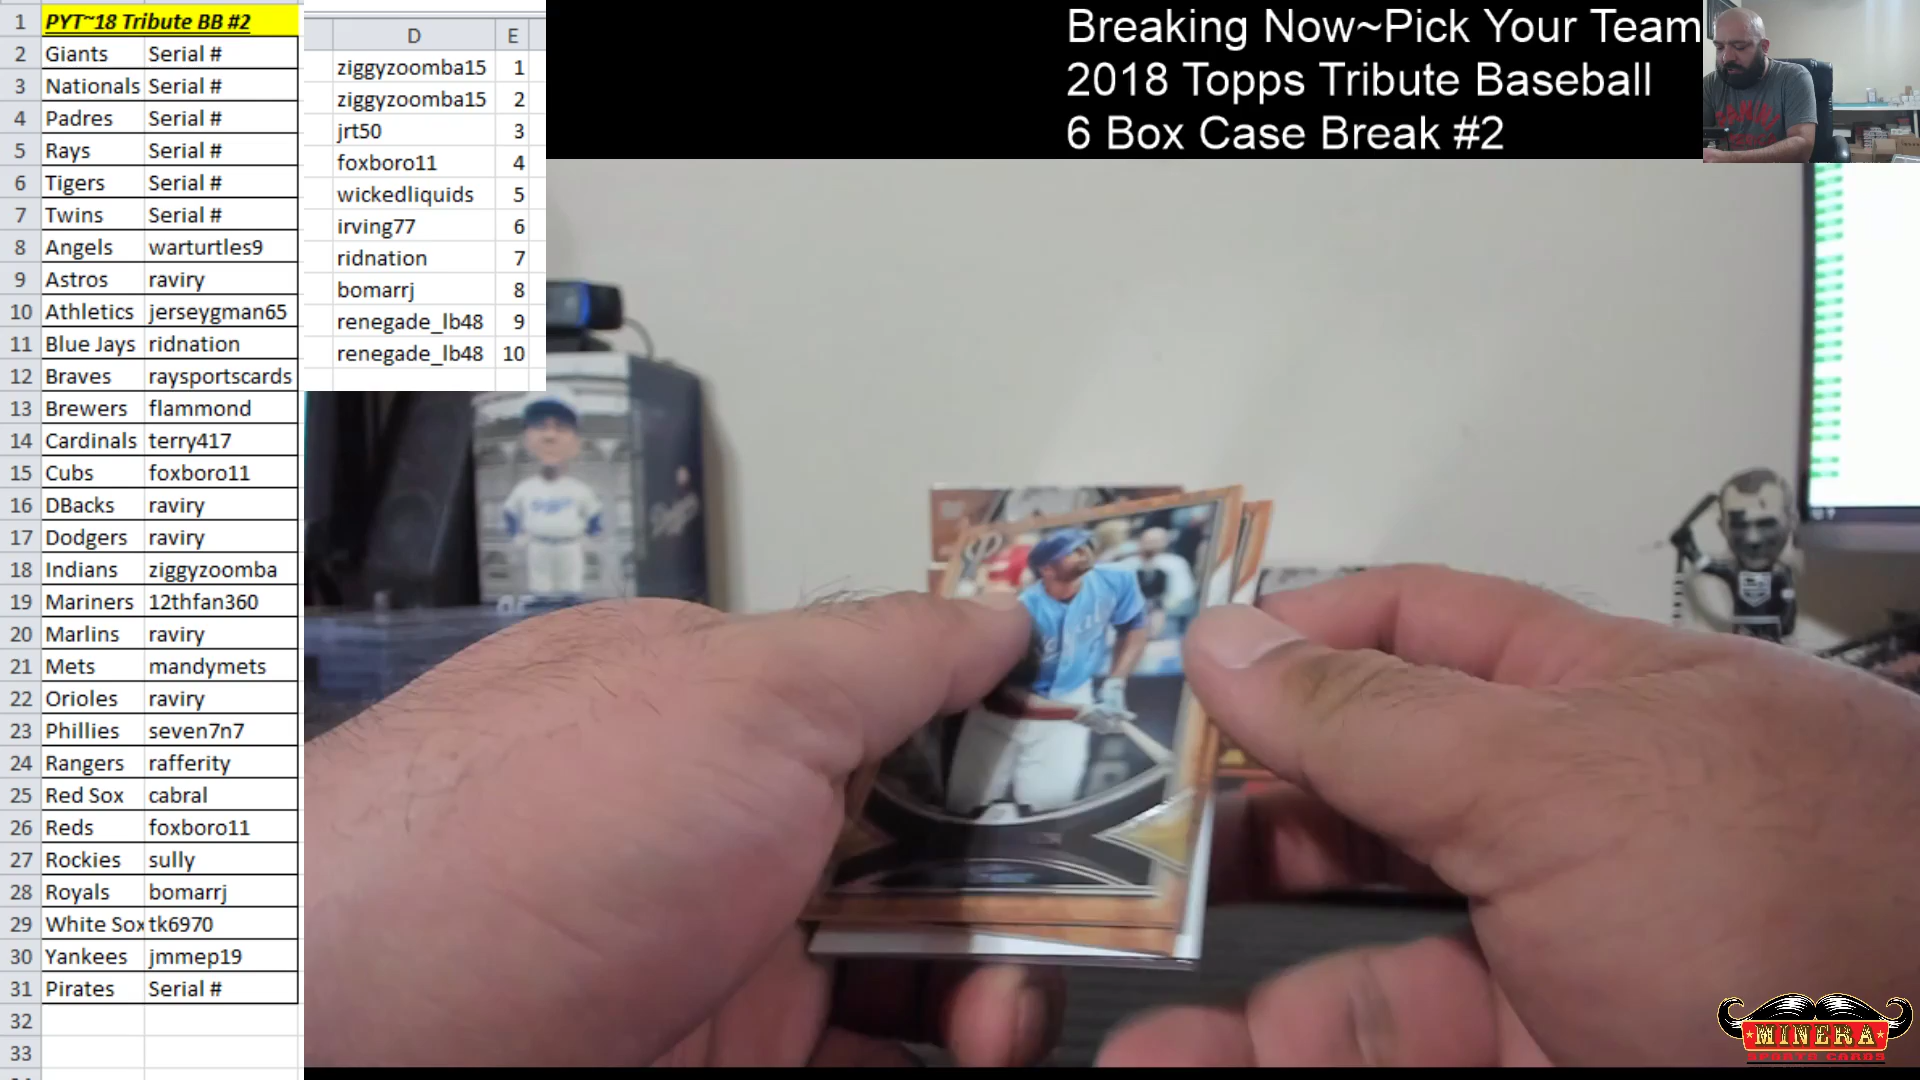 1 PYT~18 Tribute BB #2
2 Giants Serial #
3 Nationals Serial #
4 Padres Serial #
5 Rays Serial #
6 Tigers Serial #
7 Twins Serial #
8 Angels warturtles9
9 Astros raviry
10 Athletics jerseygman65
11 Blue Jays ridnation
12 Braves raysportscards
13 Brewers flammond
14 Cardinals terry417
15 Cubs foxboro11
16 DBacks raviry
17 Dodgers raviry
18 Indians ziggyzoomba
19 Mariners 12thfan360
20 Marlins raviry
21 Mets mandymets
22 Orioles raviry
23 Phillies seven7n7
24 Rangers rafferity
25 Red Sox cabral
26 Reds foxboro11
27 Rockies sully
28 Royals bomarrj
29 White Sox tk6970
30 Yankees jmmep19
31 Pirates Serial #
32
33
D E
ziggyzoomba15 1
ziggyzoomba15 2
jrt50 3
foxboro11 4
wickedliquids 5
irving77 6
ridnation 7
bomarrj 8
renegade_lb48 9
renegade_lb48 10
Breaking Now~Pick Your Team
2018 Topps Tribute Baseball
6 Box Case Break #2
MINERA
SPORTS CARDS